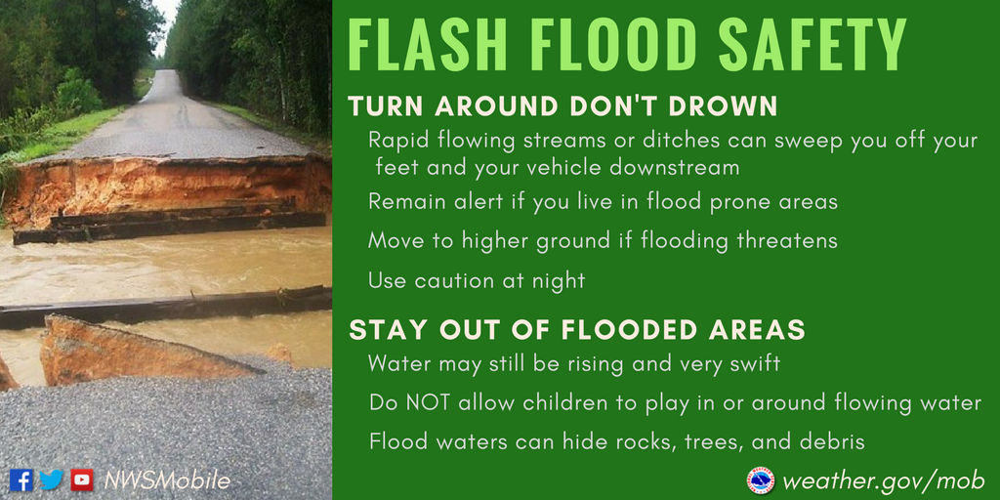 FLASH FLOOD SAFETY
TURN AROUND DON'T DROWN
Rapid flowing streams or ditches can sweep you off your
feet and your vehicle downstream
Remain alert if you live in flood prone areas
Move to higher ground if flooding threatens
Use caution at night
STAY OUT OF FLOODED AREAS
Water may still be rising and very swift
Do NOT allow children to play in or around flowing water
Flood waters can hide rocks, trees, and debris
NWSMobile
weather.gov/mob